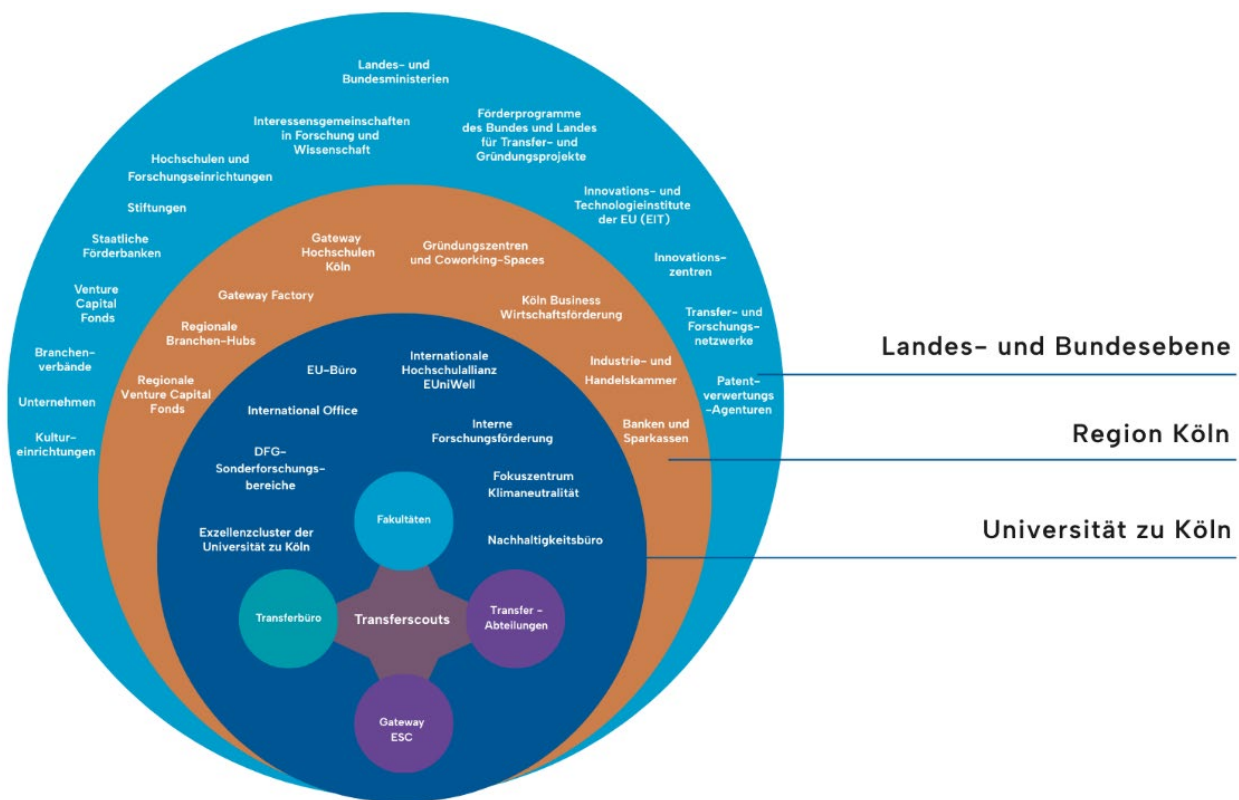 Landes- und
Bundesministerien
Interessensgemeinschaften
in Forschung und
Wissenschaft
Förderprogramme
des Bundes und Landes
für Transfer- und
Gründungsprojekte
Hochschulen und
Forschungseinrichtungen
Stiftungen
Innovations- und
Technologieinstitute
der EU (EIT)
Staatliche
Förderbanken
Innovations-
zentren
Venture
Capital
Fonds
Transfer- und
Forschungs-
netzwerke
Branchen-
verbände
Unternehmen
Patent-
verwertungs
-Agenturen
Kultur-
einrichtungen
Gateway
Hochschulen
Köln
Gründungszentren
und Coworking-Spaces
Gateway Factory
Köln Business
Wirtschaftsförderung
Regionale
Branchen-Hubs
Industrie- und
Handelskammer
Regionale
Venture Capital
Fonds
Banken und
Sparkassen
EU-Büro
Internationale
Hochschulallianz
EUniWell
International Office
Interne
Forschungsförderung
DFG-
Sonderforschungs-
bereiche
Fokuszentrum
Klimaneutralität
Exzellenzcluster der
Universität zu Köln
Nachhaltigkeitsbüro
Fakultäten
Transferbüro
Transferscouts
Transfer -
Abteilungen
Gateway
ESC
Landes- und Bundesebene
Region Köln
Universität zu Köln